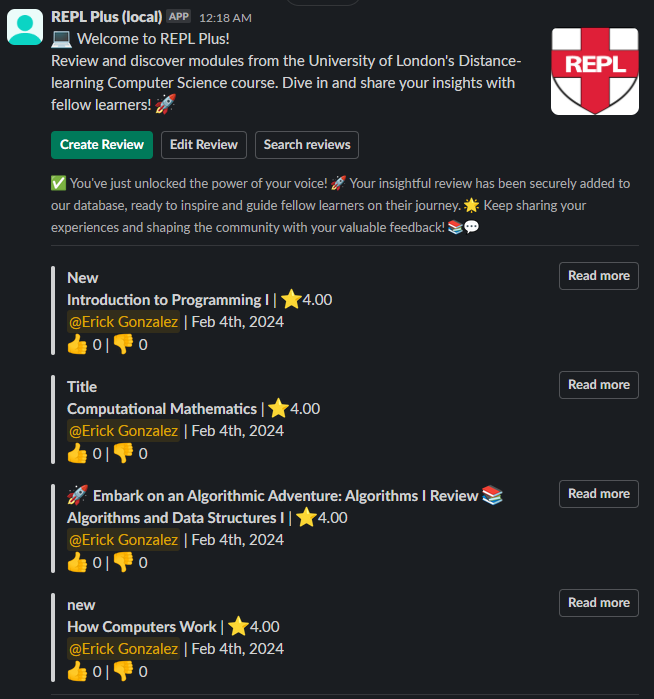 REPL Plus (local) APP 12:18 AM
💻 Welcome to REPL Plus!
Review and discover modules from the University of London's Distance-
learning Computer Science course. Dive in and share your insights with
fellow learners! 🚀
REPL
Create Review Edit Review Search reviews
✅ You've just unlocked the power of your voice! 🚀 Your insightful review has been securely added to
our database, ready to inspire and guide fellow learners on their journey. 🌟 Keep sharing your
experiences and shaping the community with your valuable feedback! 📚💬
New
Read more
Introduction to Programming I | ⭐4.00
@Erick Gonzalez | Feb 4th, 2024
👍 0 | 👎 0
Title
Read more
Computational Mathematics | ⭐4.00
@Erick Gonzalez | Feb 4th, 2024
👍 0 | 👎 0
🚀 Embark on an Algorithmic Adventure: Algorithms I Review 📚
Read more
Algorithms and Data Structures I | ⭐4.00
@Erick Gonzalez | Feb 4th, 2024
👍 0 | 👎 0
new
Read more
How Computers Work | ⭐4.00
@Erick Gonzalez | Feb 4th, 2024
👍 0 | 👎 0